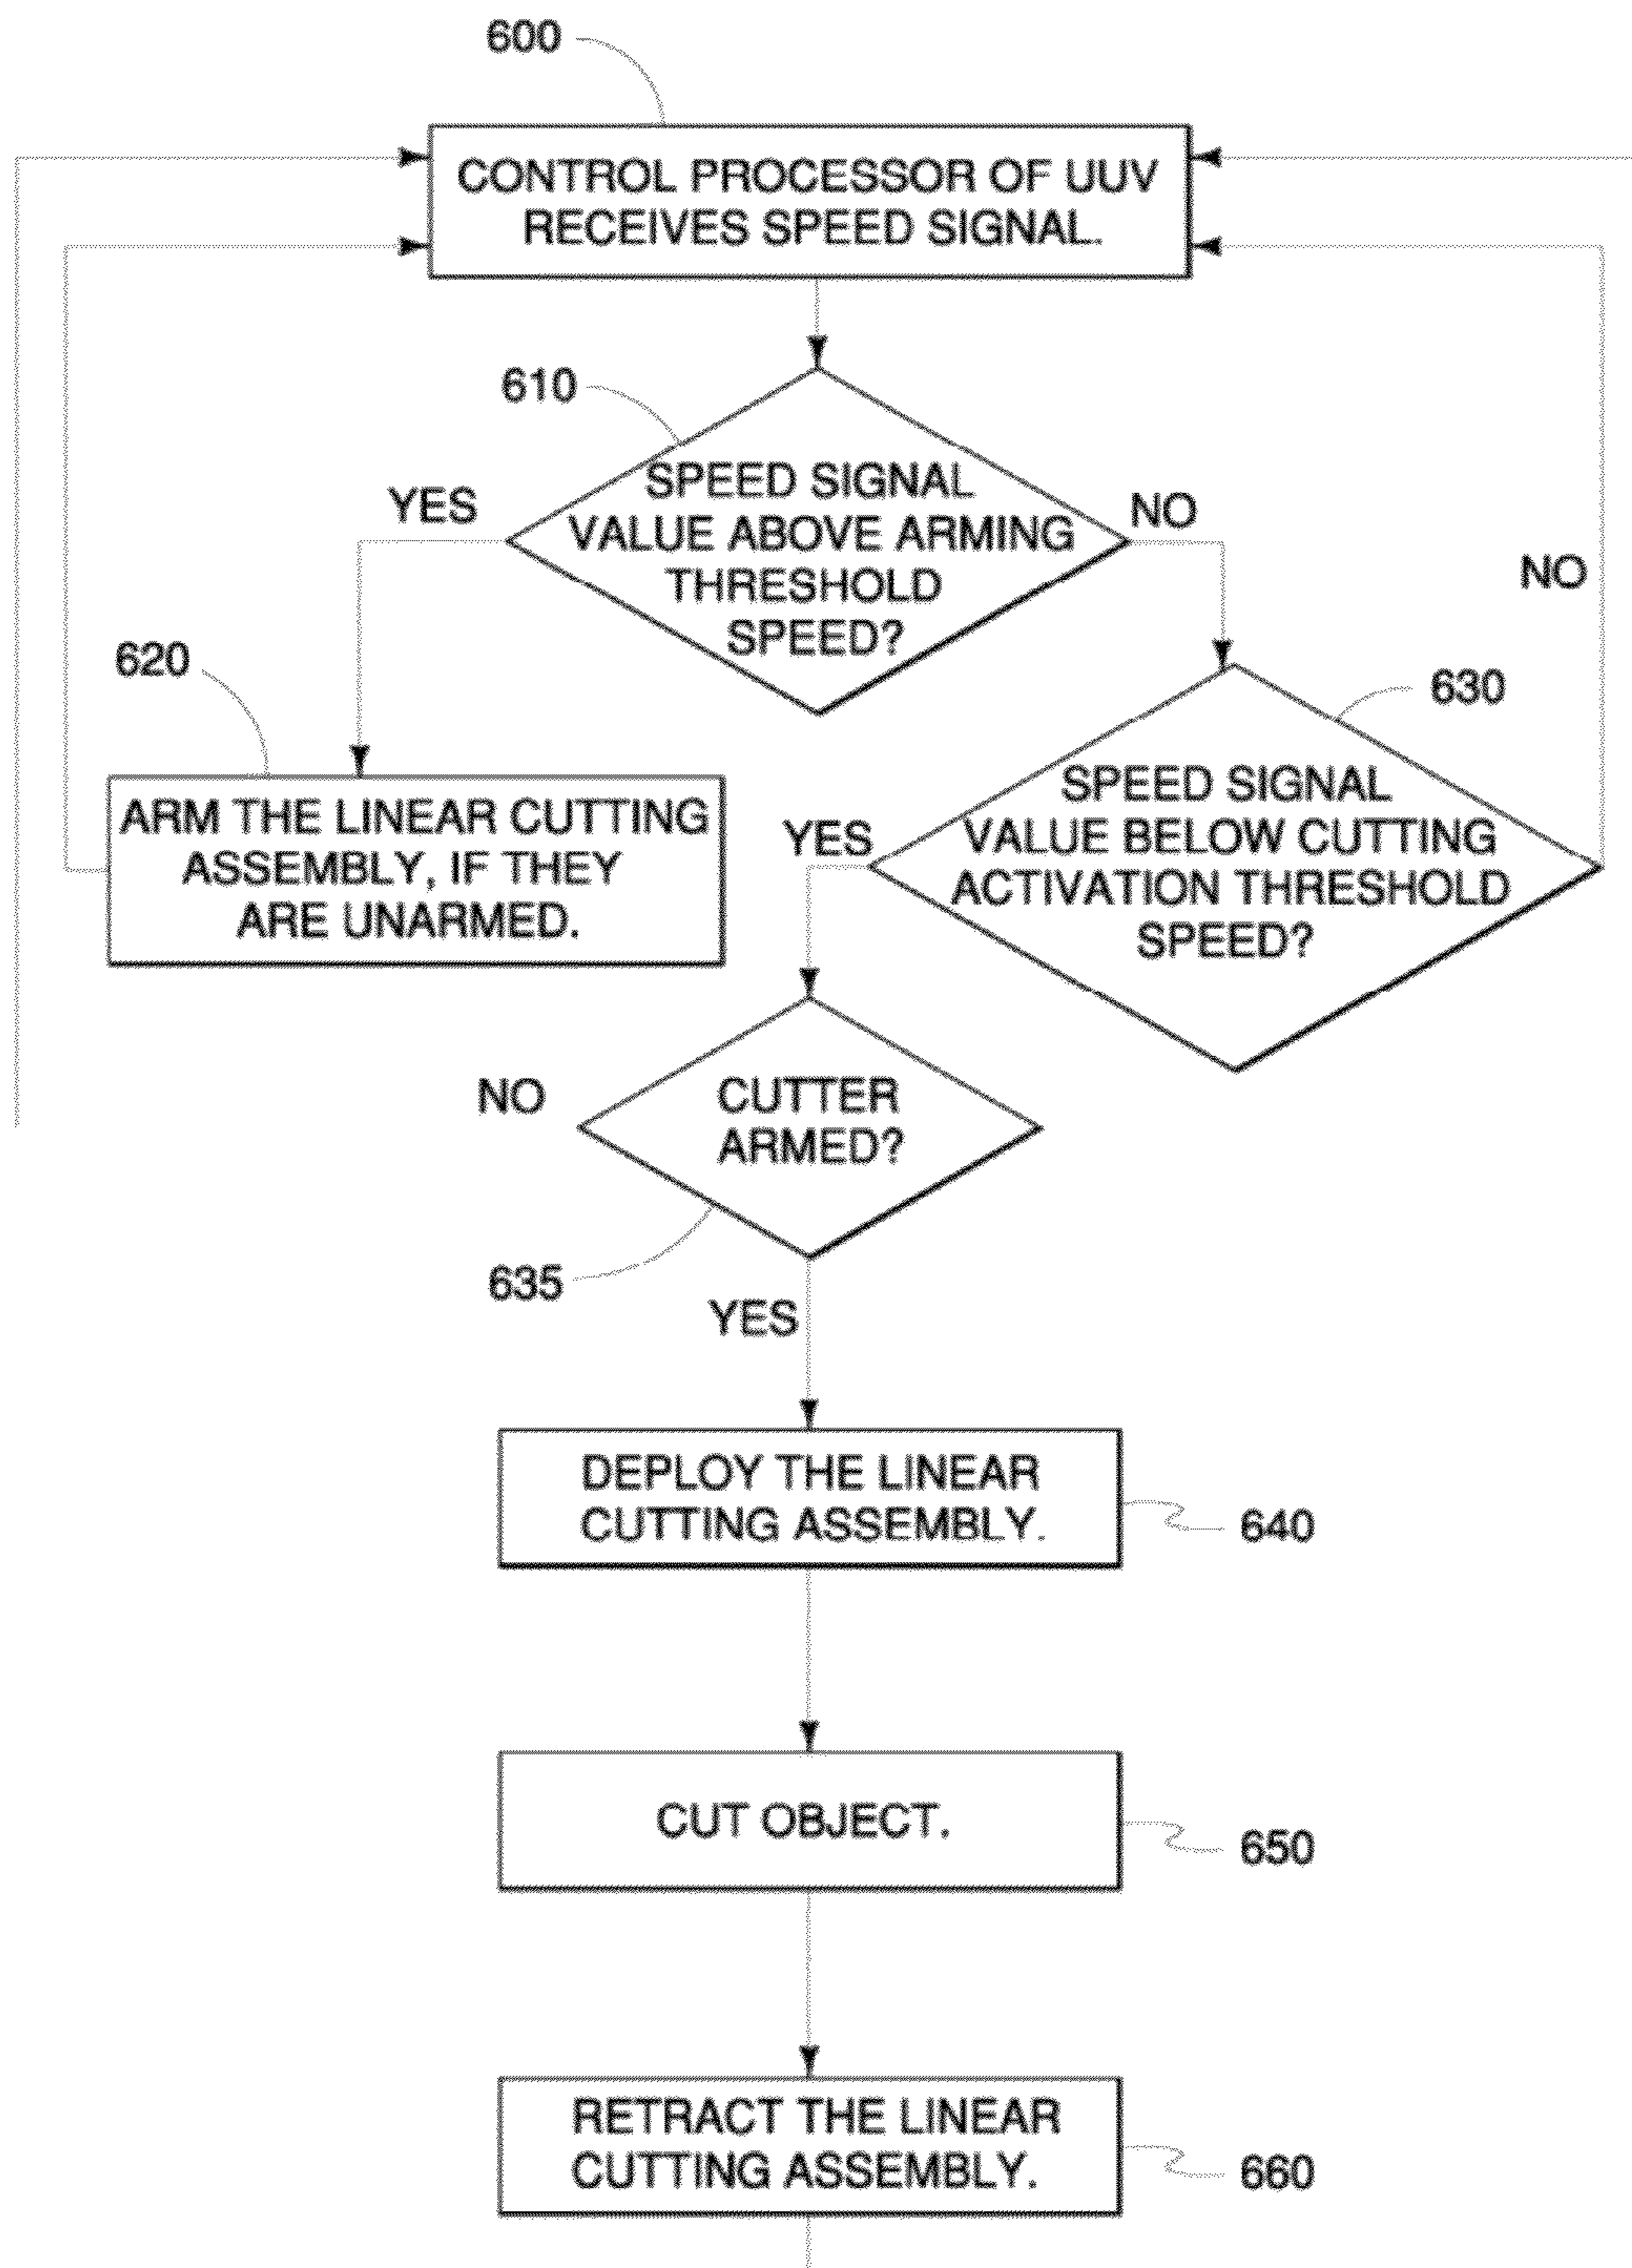 600
CONTROL PROCESSOR OF UUV
RECEIVES SPEED SIGNAL.
610
SPEED SIGNAL
VALUE ABOVE ARMING
THRESHOLD
SPEED?
YES
NO
NO
620
ARM THE LINEAR CUTTING
ASSEMBLY, IF THEY
ARE UNARMED.
630
SPEED SIGNAL
VALUE BELOW CUTTING
ACTIVATION THRESHOLD
SPEED?
YES
NO
CUTTER
ARMED?
635
YES
DEPLOY THE LINEAR
CUTTING ASSEMBLY.
640
CUT OBJECT.
650
RETRACT THE LINEAR
CUTTING ASSEMBLY.
660